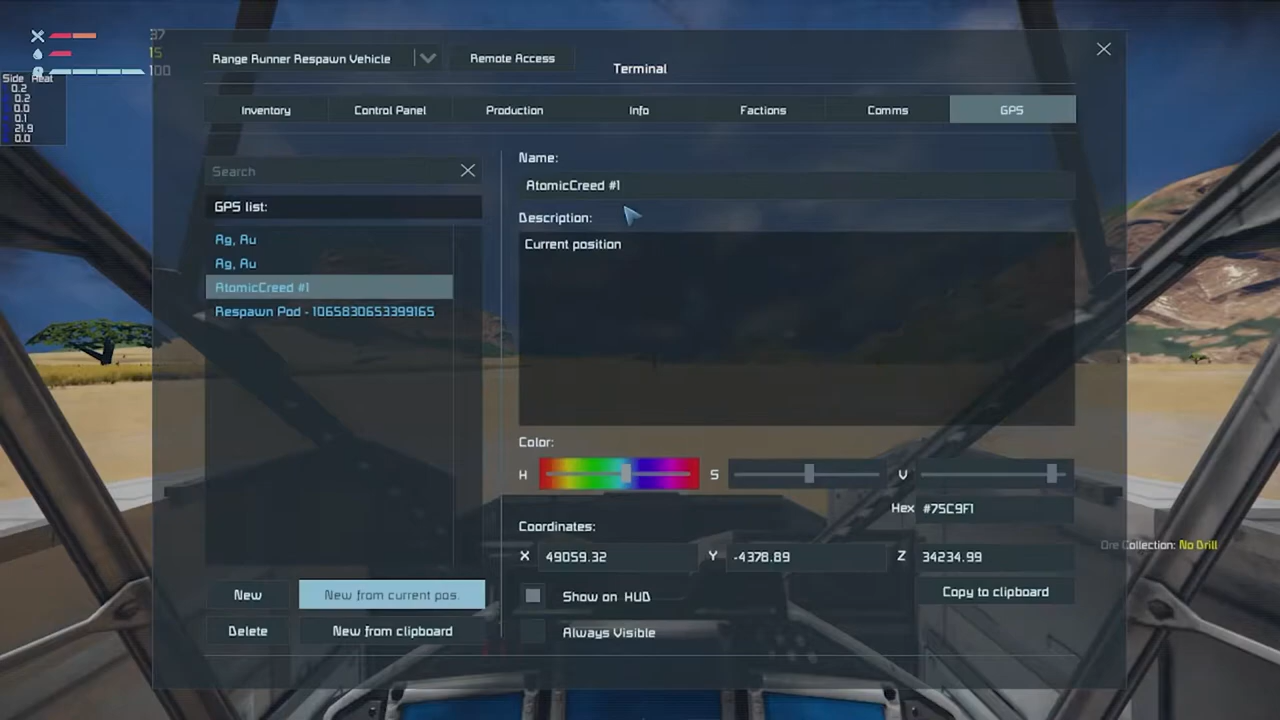 37
15
100
Side Heat
0.2
0.2
0.0
0.1
21.9
0.0
Range Runner Respawn Vehicle
Remote Access
Terminal
Inventory
Control Panel
Production
Info
Factions
Comms
GPS
Search
GPS list:
Ag, Au
Ag, Au
AtomicCreed #1
Respawn Pod - 1065830653399165
Name:
AtomicCreed #1
Description:
Current position
Color:
H
S
V
Hex #75C9F1
Coordinates:
X 49059.32
Y -4378.89
Z 34234.99
Show on HUD
Copy to clipboard
Always Visible
New
New from current pos.
Delete
New from clipboard
Ore Collection: No Drill